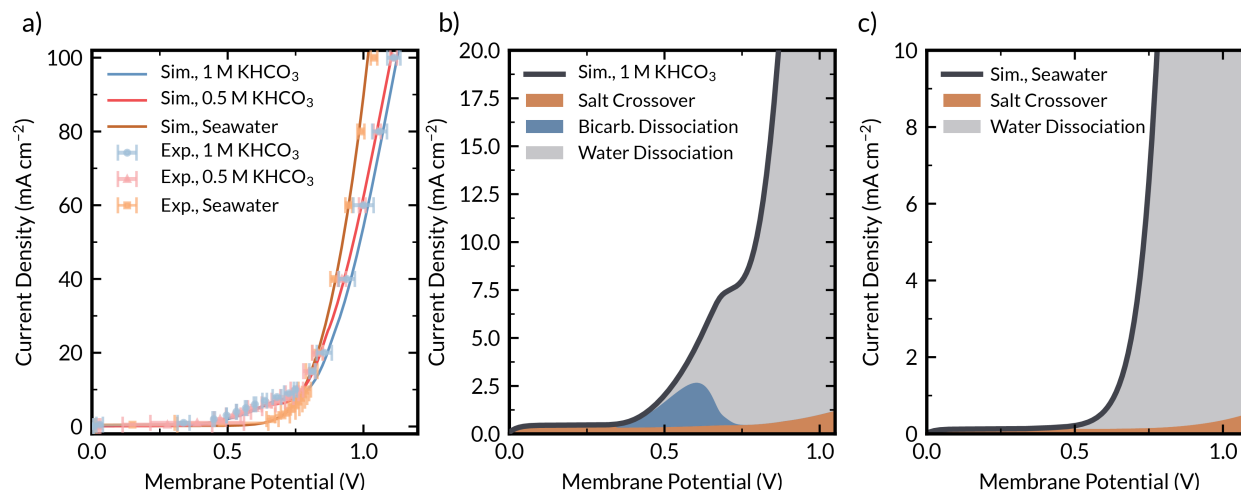 a)
100
80
60
40
20
0
Current Density (mA cm⁻²)
Sim., 1 M KHCO₃
Sim., 0.5 M KHCO₃
Sim., Seawater
Exp., 1 M KHCO₃
Exp., 0.5 M KHCO₃
Exp., Seawater
0.0 0.5 1.0
Membrane Potential (V)
b)
20.0
17.5
15.0
12.5
10.0
7.5
5.0
2.5
0.0
Current Density (mA cm⁻²)
Sim., 1 M KHCO₃
Salt Crossover
Bicarb. Dissociation
Water Dissociation
0.0 0.5 1.0
Membrane Potential (V)
c)
10
8
6
4
2
0
Current Density (mA cm⁻²)
Sim., Seawater
Salt Crossover
Water Dissociation
0.0 0.5 1.0
Membrane Potential (V)